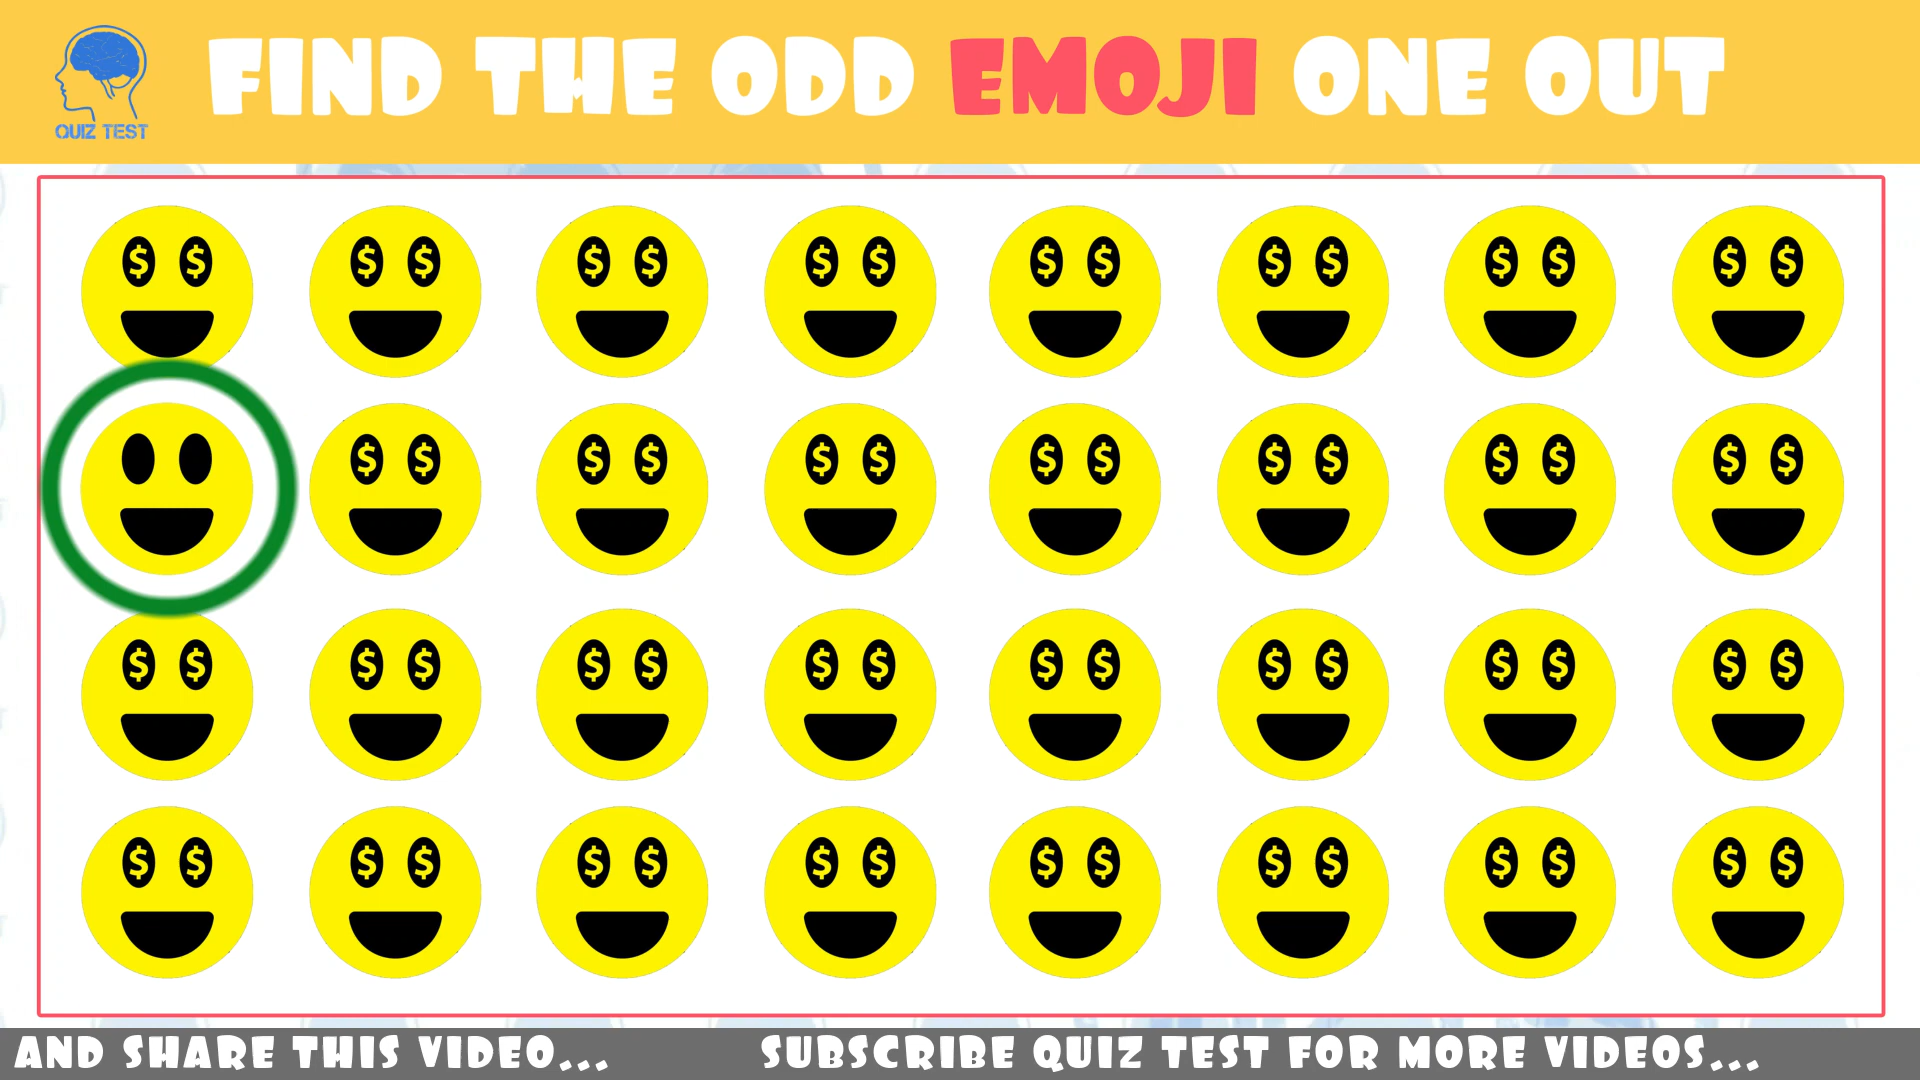 QUIZ TEST
FIND THE ODD EMOJI ONE OUT
$ $ $ $ $ $ $ $ $ $ $ $ $ $ $ $
$ $ $ $ $ $ $ $ $ $ $ $ $ $
$ $ $ $ $ $ $ $ $ $ $ $ $ $ $ $
$ $ $ $ $ $ $ $ $ $ $ $ $ $ $ $
AND SHARE THIS VIDEO... SUBSCRIBE QUIZ TEST FOR MORE VIDEOS...